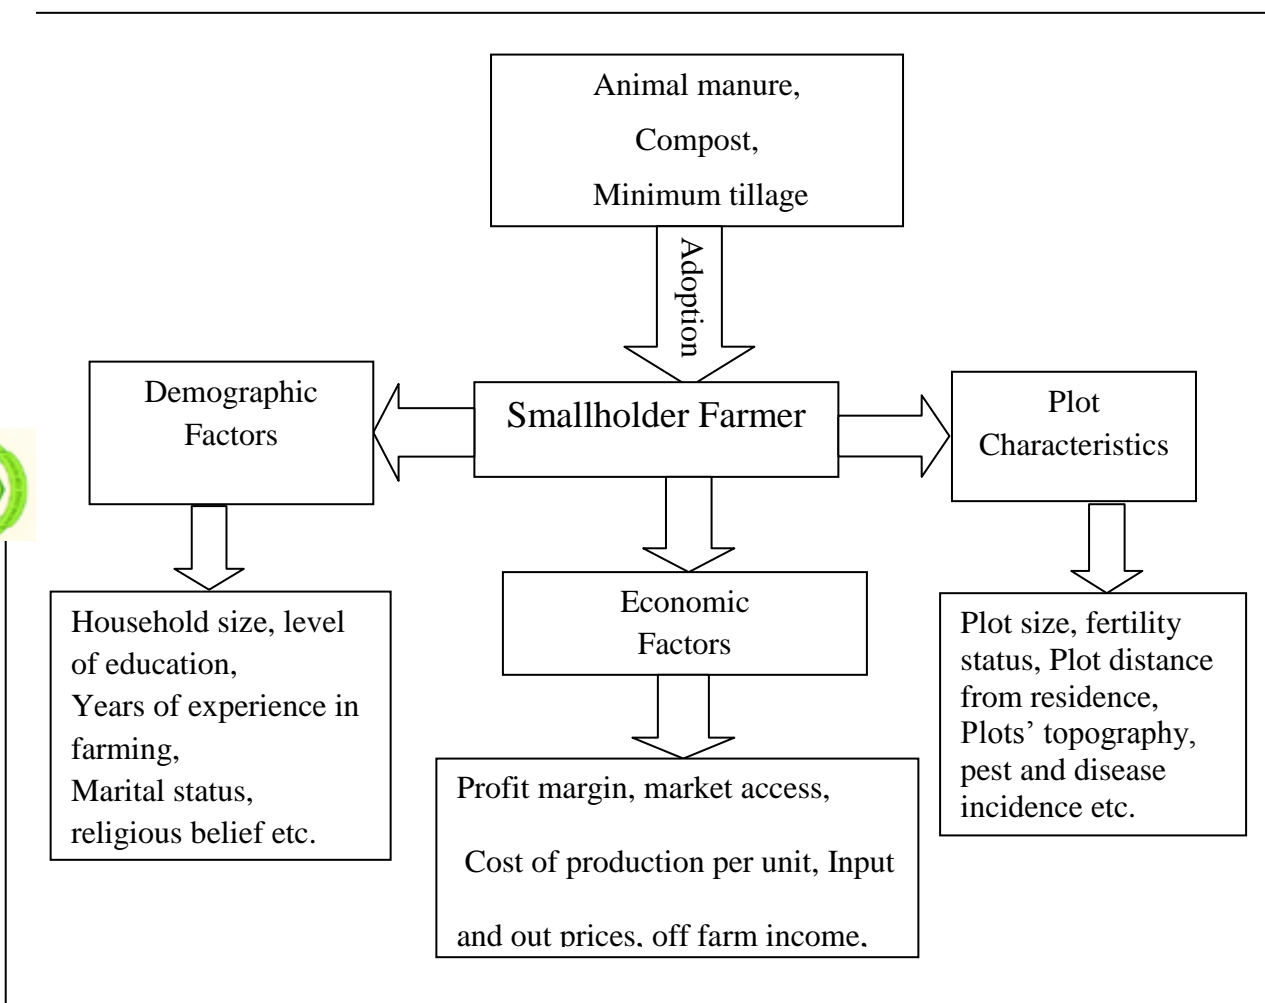 Animal manure,
Compost,
Minimum tillage
Adoption
Demographic
Factors
Smallholder Farmer
Plot
Characteristics
Household size, level
of education,
Years of experience in
farming,
Marital status,
religious belief etc.
Economic
Factors
Profit margin, market access,
Cost of production per unit, Input
and out prices, off farm income,
Plot size, fertility
status, Plot distance
from residence,
Plots’ topography,
pest and disease
incidence etc.